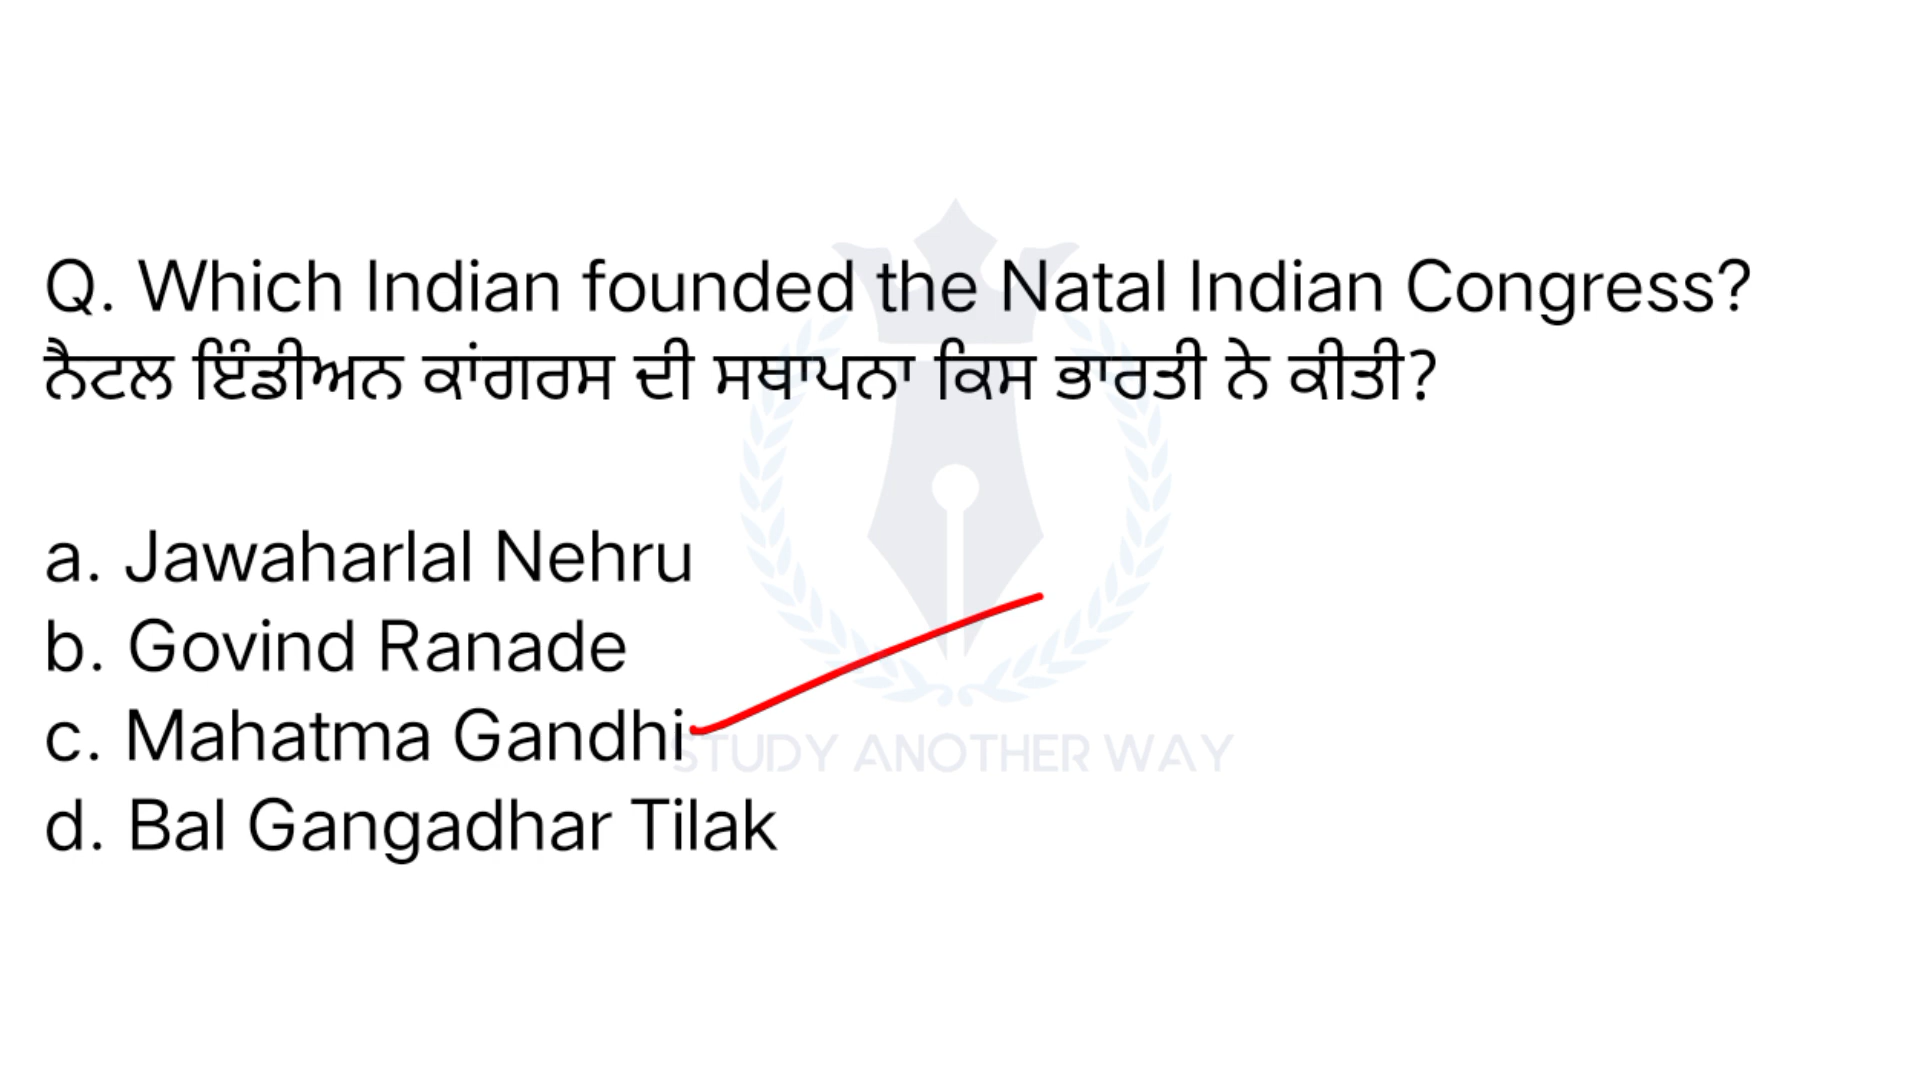 Q. Which Indian founded the Natal Indian Congress?
ਨੈਟਲ ਇੰਡੀਅਨ ਕਾਂਗਰਸ ਦੀ ਸਥਾਪਨਾ ਕਿਸ ਭਾਰਤੀ ਨੇ ਕੀਤੀ?
a. Jawaharlal Nehru
b. Govind Ranade
c. Mahatma Gandhi
STUDY ANOTHER WAY
d. Bal Gangadhar Tilak